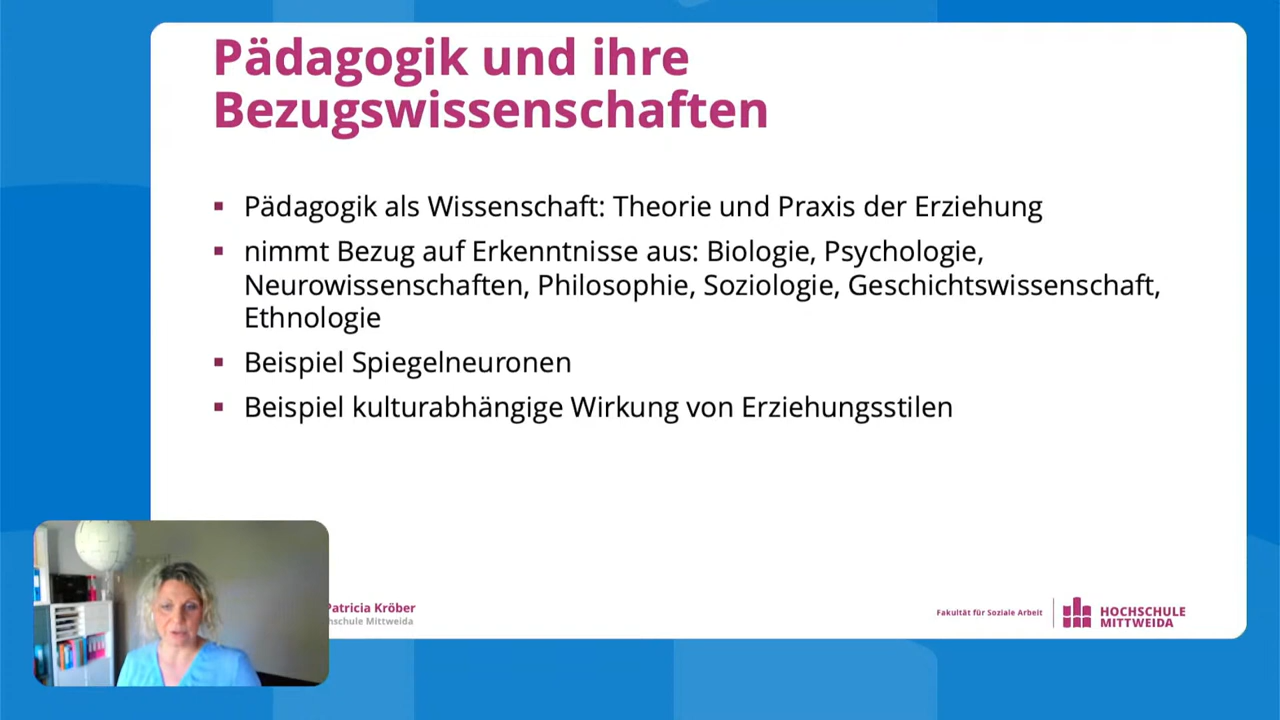 Pädagogik und ihre
Bezugswissenschaften
▪ Pädagogik als Wissenschaft: Theorie und Praxis der Erziehung
▪ nimmt Bezug auf Erkenntnisse aus: Biologie, Psychologie,
Neurowissenschaften, Philosophie, Soziologie, Geschichtswissenschaft,
Ethnologie
▪ Beispiel Spiegelneuronen
▪ Beispiel kulturabhängige Wirkung von Erziehungsstilen
Patricia Kröber
hschule Mittweida
Fakultät für Soziale Arbeit
HOCHSCHULE
MITTWEIDA